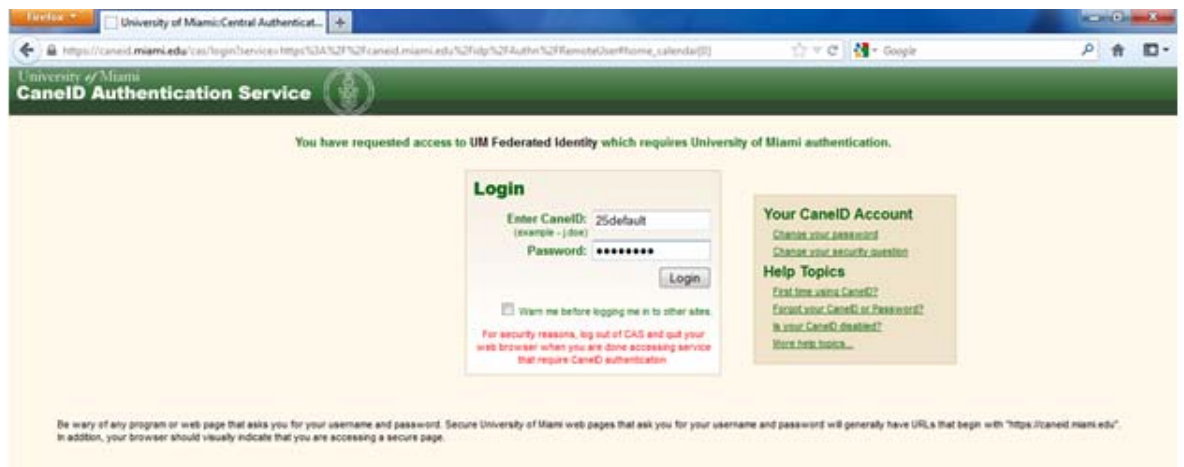 Firefox
University of Miami:Central Authenticat...
https://caneid.miami.edu/cas/login?service=https%3A%2F%2Fcaneid.miami.edu%2Fidp%2FAuthn%2FRemoteUser#home_calendar[0]
Google
University of Miami
CaneID Authentication Service
You have requested access to UM Federated Identity which requires University of Miami authentication.
Login
Enter CaneID: 25default
(example - j.doe)
Password: ••••••••
Login
Warn me before logging me in to other sites.
For security reasons, log out of CAS and quit your
web browser when you are done accessing service
that require CaneID authentication
Your CaneID Account
Change your password
Change your security question
Help Topics
First time using CaneID?
Forgot your CaneID or Password?
Is your CaneID disabled?
More help topics...
Be wary of any program or web page that asks you for your username and password. Secure University of Miami web pages that ask you for your username and password will generally have URLs that begin with "https://caneid.miami.edu".
In addition, your browser should visually indicate that you are accessing a secure page.